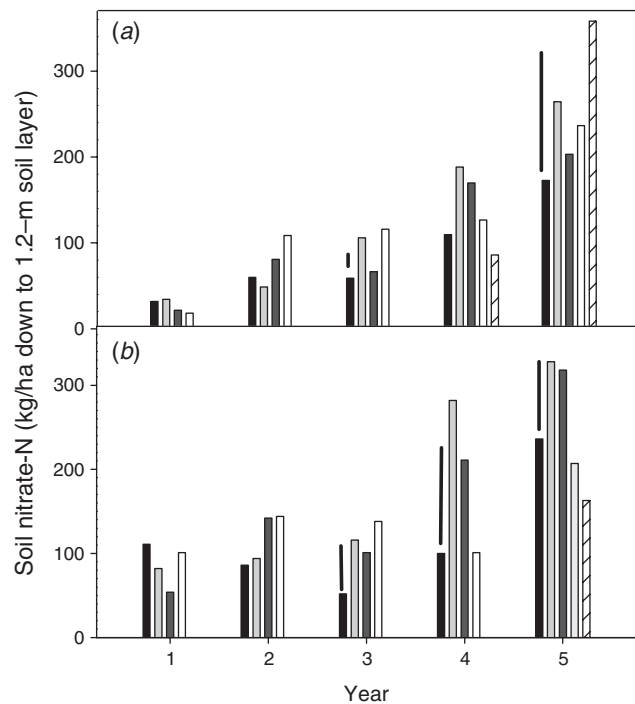 (a)
300
200
100
0
(b)
300
200
100
0
1 2 3 4 5
Year
Soil nitrate-N (kg/ha down to 1.2–m soil layer)